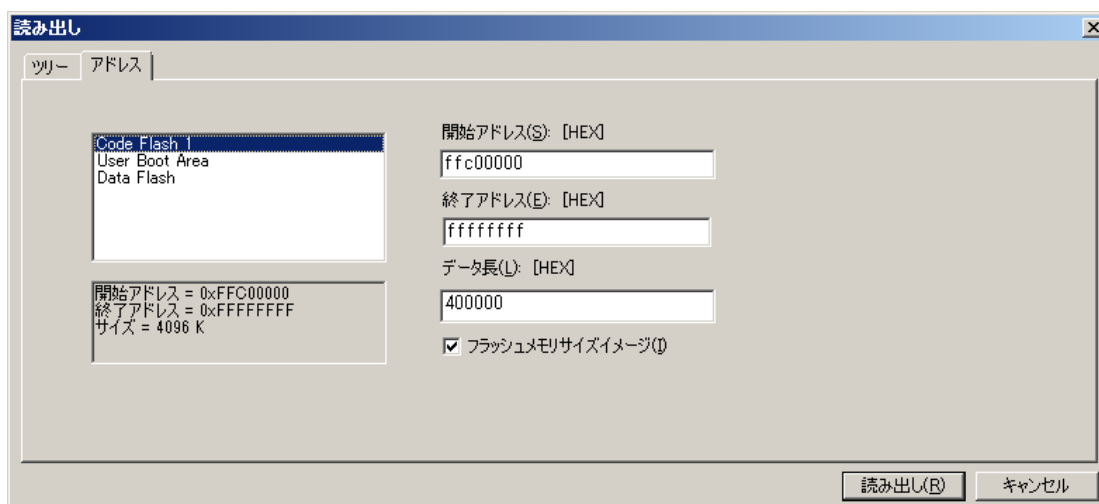 読み出し
ツリー アドレス
Code Flash 1
User Boot Area
Data Flash
開始アドレス = 0xFFC00000
終了アドレス = 0xFFFFFFFF
サイズ = 4096 K
開始アドレス(S): [HEX]
ffc00000
終了アドレス(E): [HEX]
ffffffff
データ長(L): [HEX]
400000
フラッシュメモリサイズイメージ(I)
読み出し(R) キャンセル